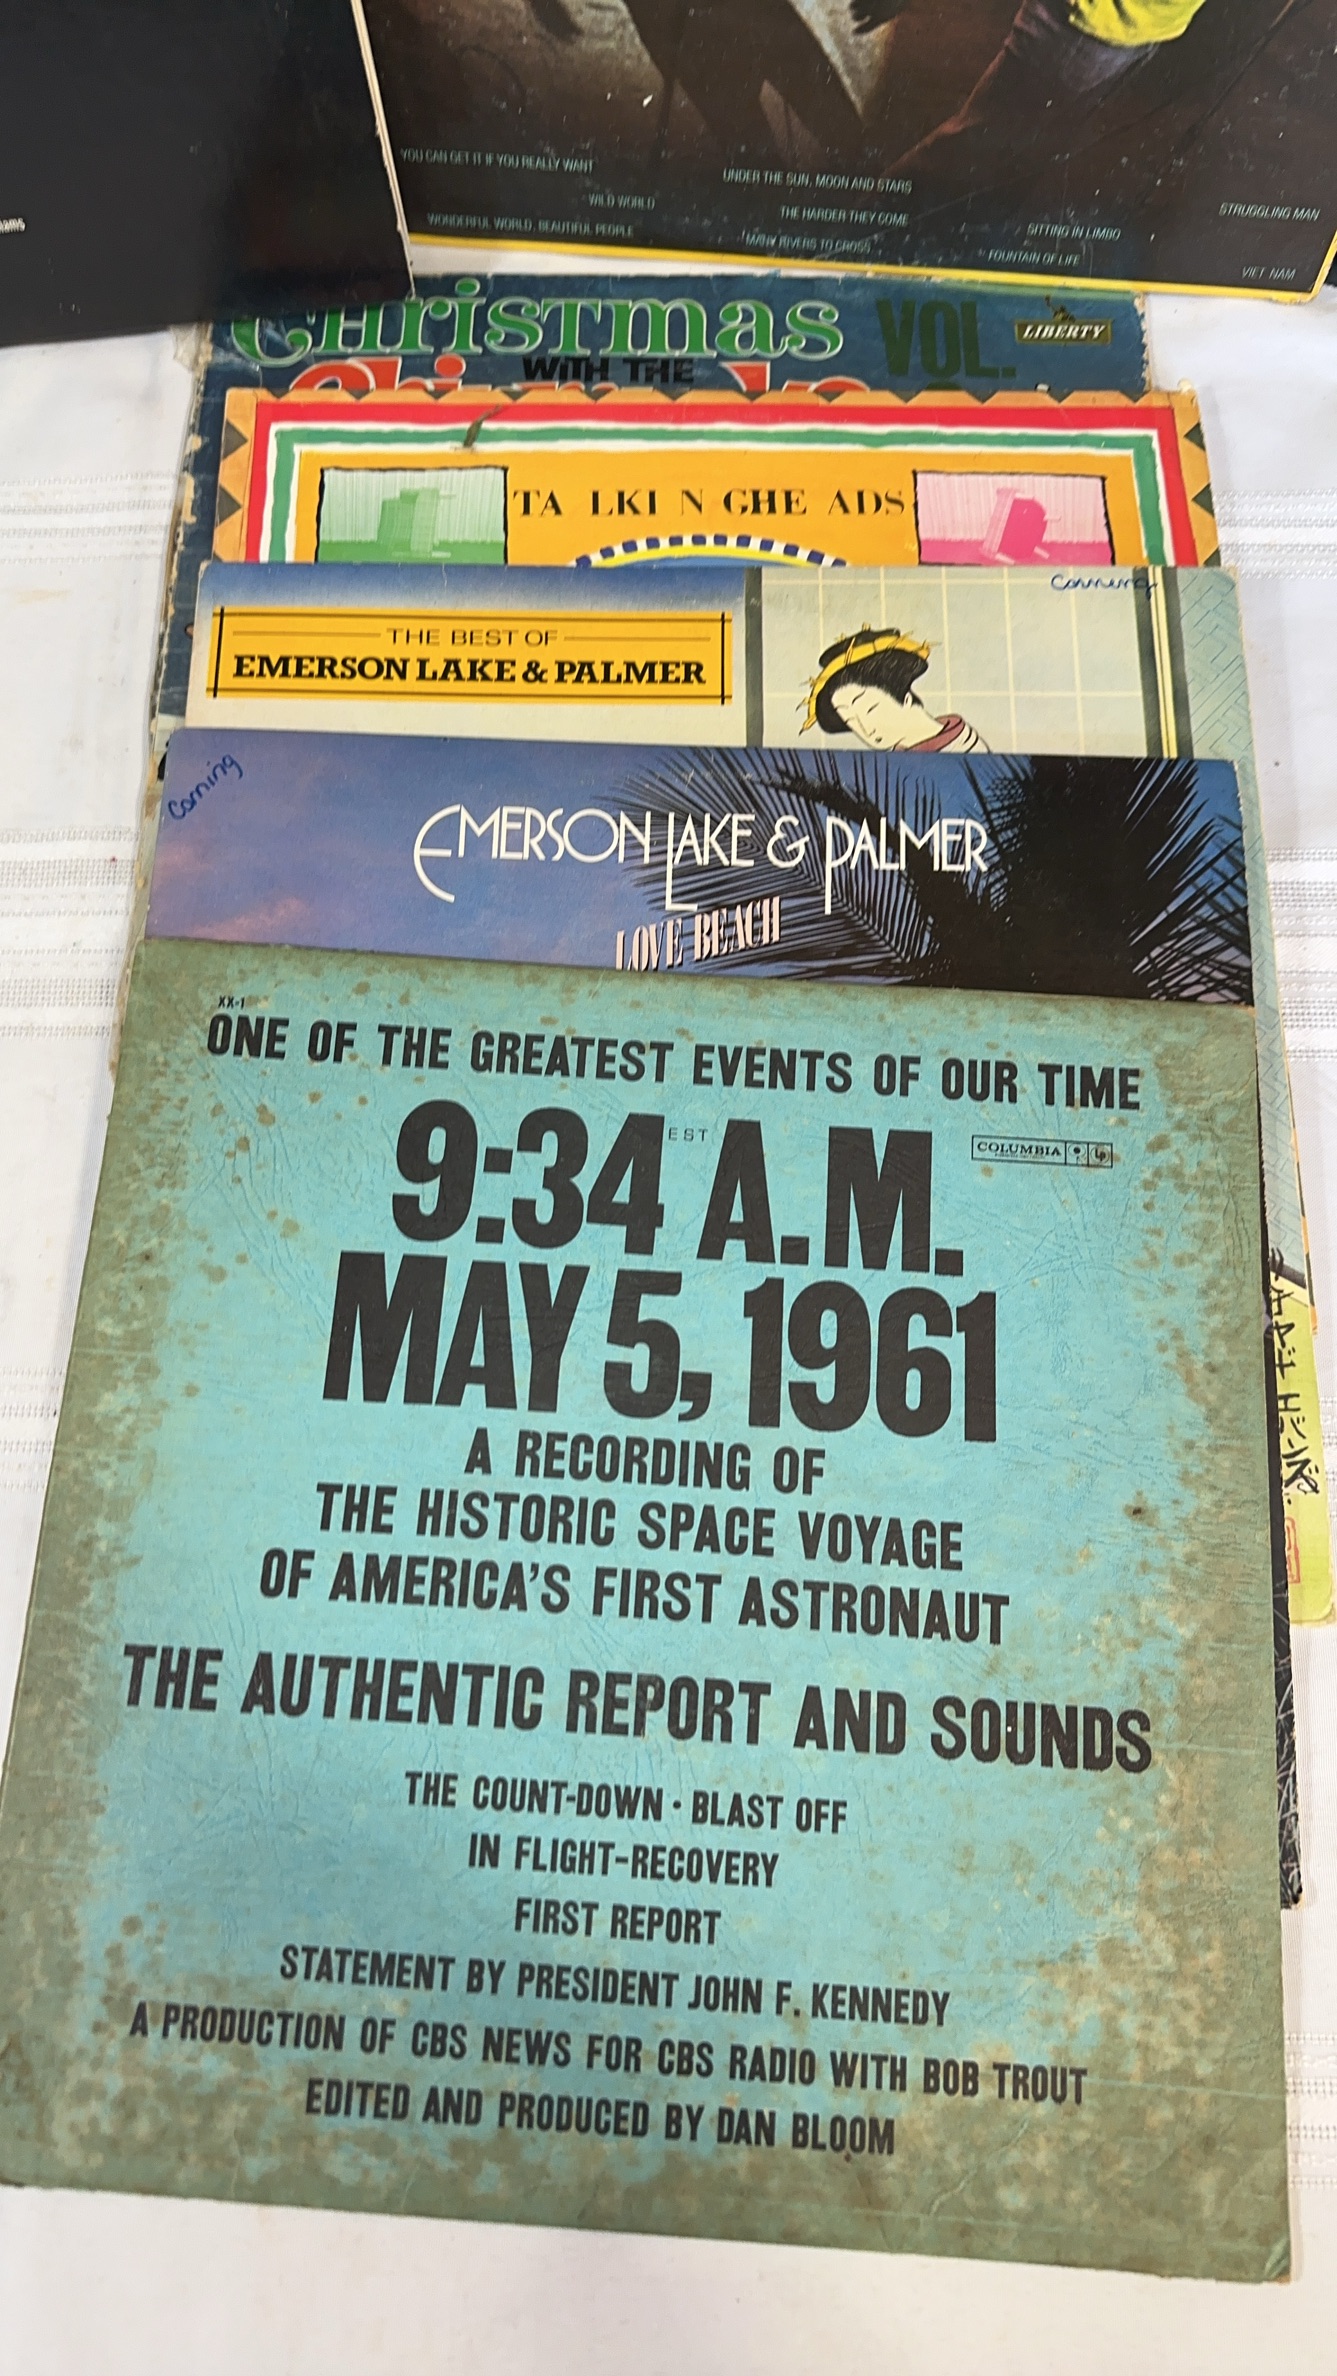 YOU CAN GET IT IF YOU REALLY WANT
UNDER THE SUN, MOON AND STARS
WILD WORLD
THE HARDER THEY COME
STRUGGLING MAN
WONDERFUL WORLD, BEAUTIFUL PEOPLE
MANY RIVERS TO CROSS
SITTING IN LIMBO
FOUNTAIN OF LIFE
VIET NAM
CHRISTMAS VOL.
LIBERTY
WITH THE
TA LKI N GHE ADS
Corning
THE BEST OF
EMERSON LAKE & PALMER
Corning
EMERSON LAKE & PALMER
LOVE BEACH
XX-1
ONE OF THE GREATEST EVENTS OF OUR TIME
9:34 EST A.M.
COLUMBIA LP
MAY 5, 1961
A RECORDING OF
THE HISTORIC SPACE VOYAGE
OF AMERICA'S FIRST ASTRONAUT
THE AUTHENTIC REPORT AND SOUNDS
THE COUNT-DOWN · BLAST OFF
IN FLIGHT-RECOVERY
FIRST REPORT
STATEMENT BY PRESIDENT JOHN F. KENNEDY
A PRODUCTION OF CBS NEWS FOR CBS RADIO WITH BOB TROUT
EDITED AND PRODUCED BY DAN BLOOM